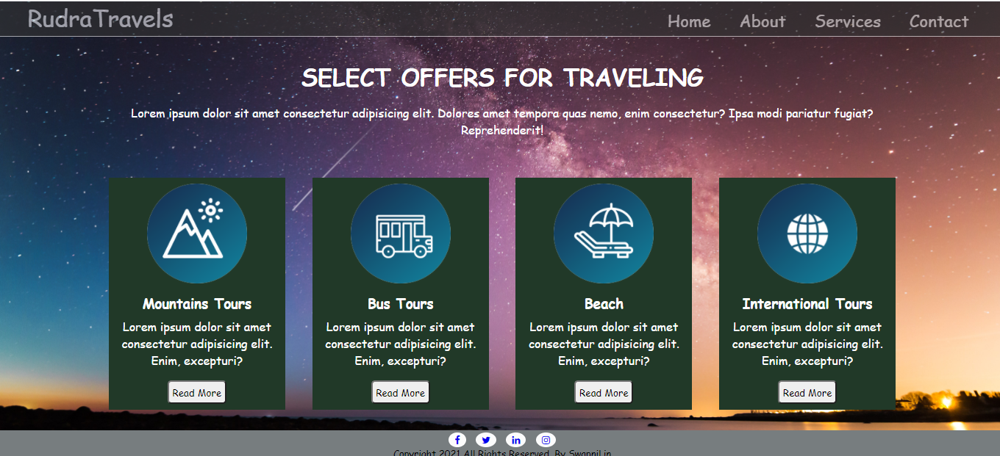 RudraTravels
Home About Services Contact
SELECT OFFERS FOR TRAVELING
Lorem ipsum dolor sit amet consectetur adipisicing elit. Dolores amet tempora quas nemo, enim consectetur? Ipsa modi pariatur fugiat?
Reprehenderit!
Mountains Tours
Lorem ipsum dolor sit amet
consectetur adipisicing elit.
Enim, excepturi?
Read More
Bus Tours
Lorem ipsum dolor sit amet
consectetur adipisicing elit.
Enim, excepturi?
Read More
Beach
Lorem ipsum dolor sit amet
consectetur adipisicing elit.
Enim, excepturi?
Read More
International Tours
Lorem ipsum dolor sit amet
consectetur adipisicing elit.
Enim, excepturi?
Read More
f in
Copyright 2021 All Rights Reserved. By